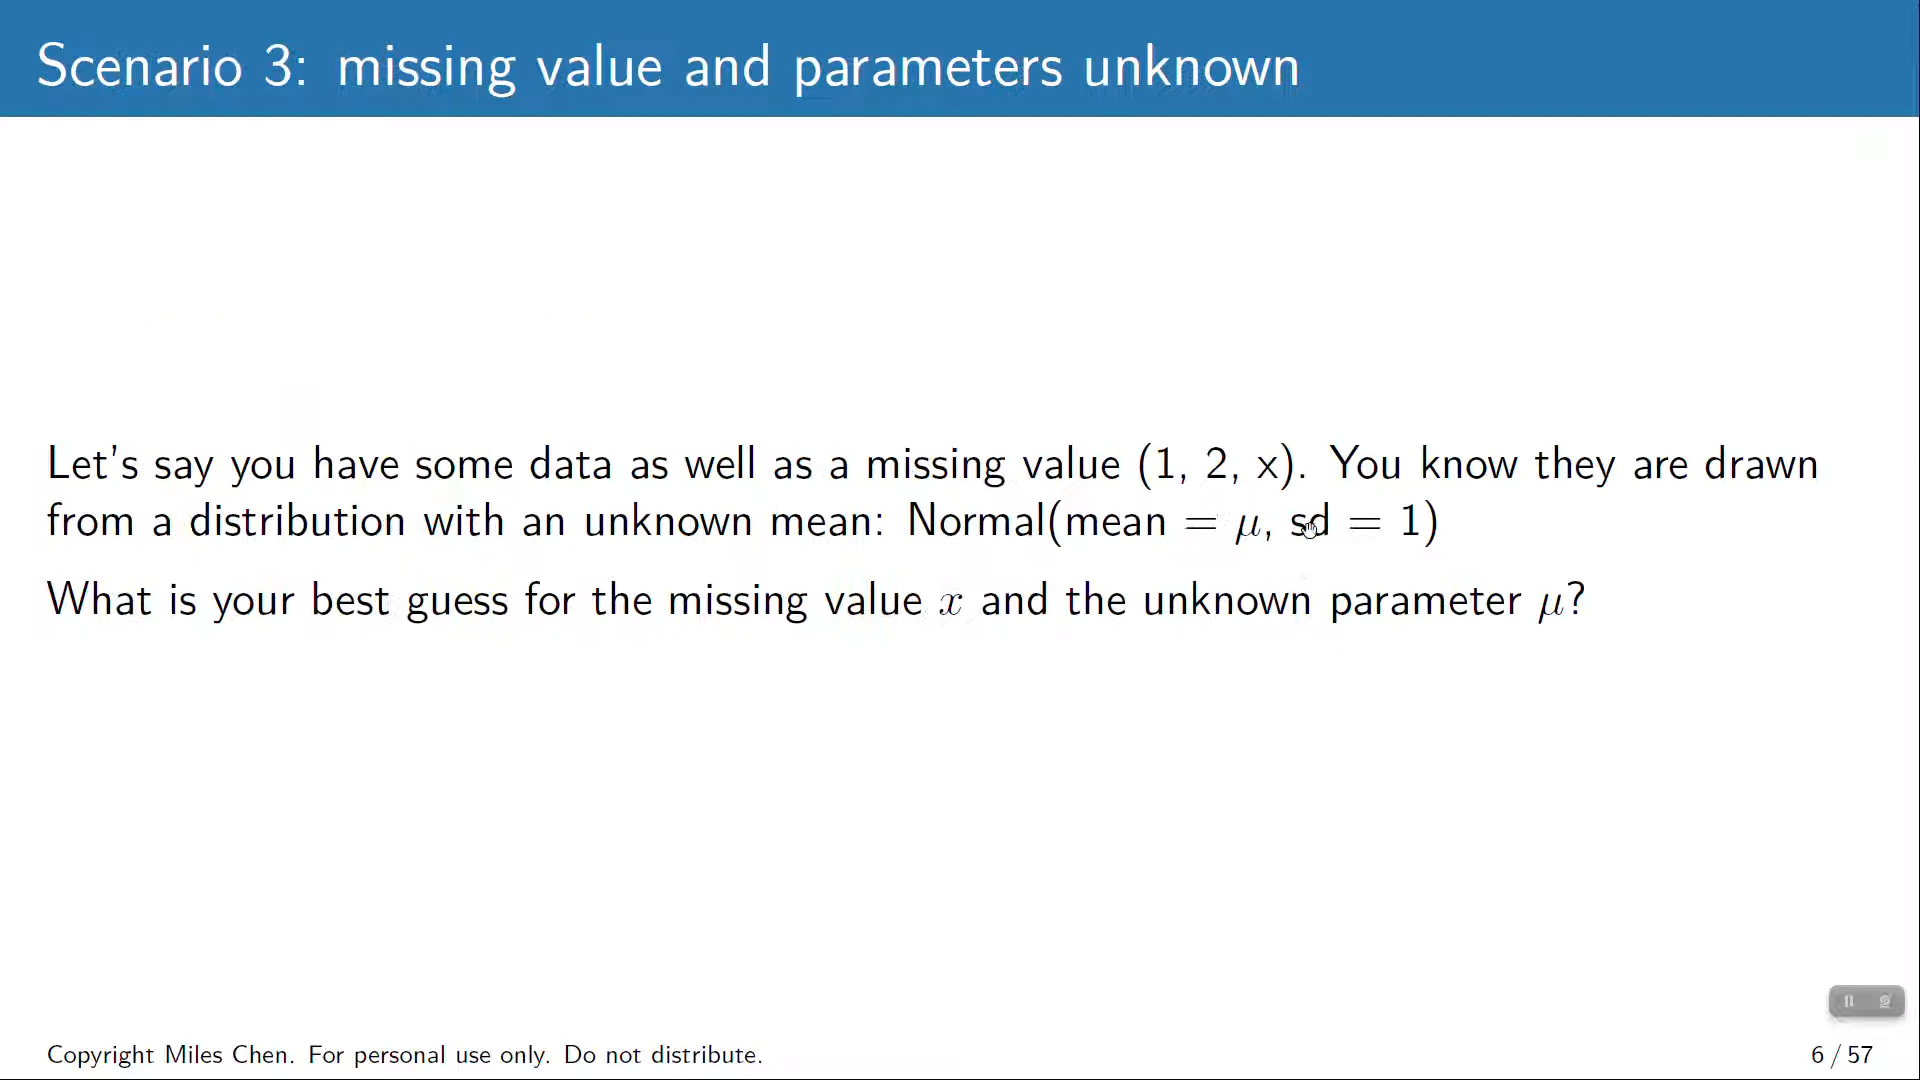 Scenario 3: missing value and parameters unknown
Let's say you have some data as well as a missing value (1, 2, x). You know they are drawn
from a distribution with an unknown mean: Normal(mean = μ, sd = 1)
What is your best guess for the missing value x and the unknown parameter μ?
Copyright Miles Chen. For personal use only. Do not distribute.
6 / 57